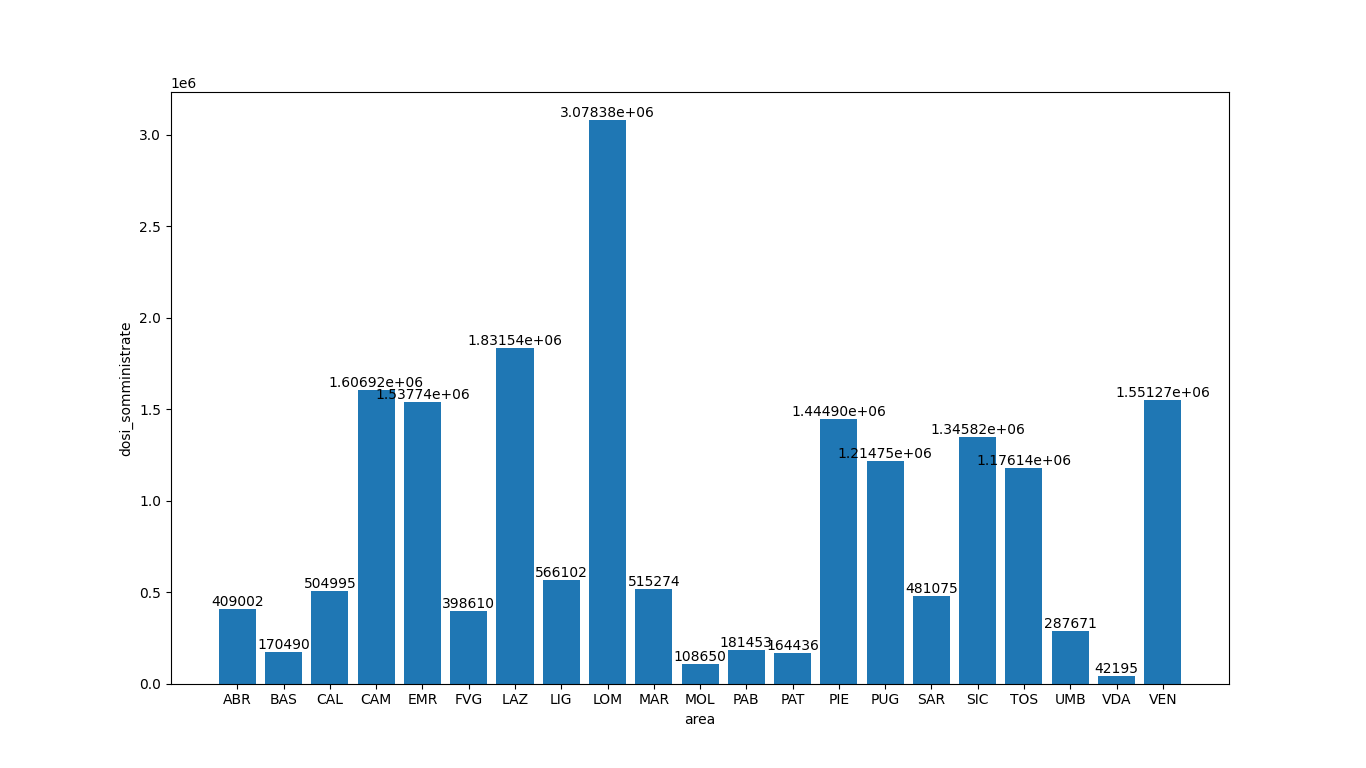 1e6
3.0
2.5
2.0
1.5
1.0
0.5
0.0
dosi_somministrate
409002
170490
504995
1.60692e+06
1.53774e+06
398610
1.83154e+06
566102
3.07838e+06
515274
108650
181453
164436
1.44490e+06
1.21475e+06
481075
1.34582e+06
1.17614e+06
287671
42195
1.55127e+06
ABR BAS CAL CAM EMR FVG LAZ LIG LOM MAR MOL PAB PAT PIE PUG SAR SIC TOS UMB VDA VEN
area